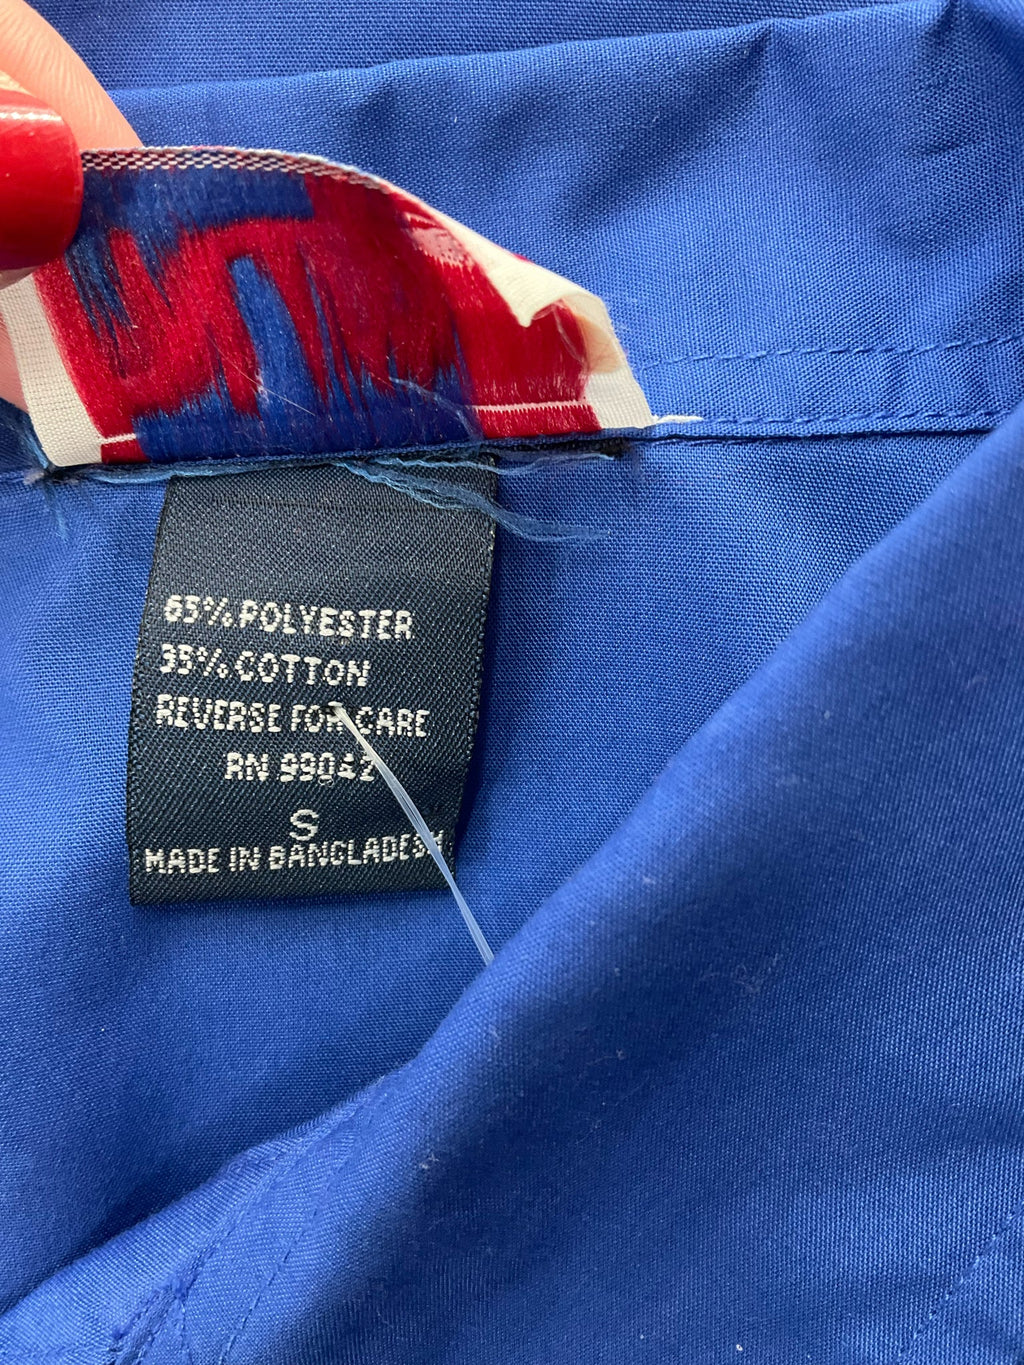 65% POLYESTER
35% COTTON
REVERSE FOR CARE
RN 99042
S
MADE IN BANGLADESH